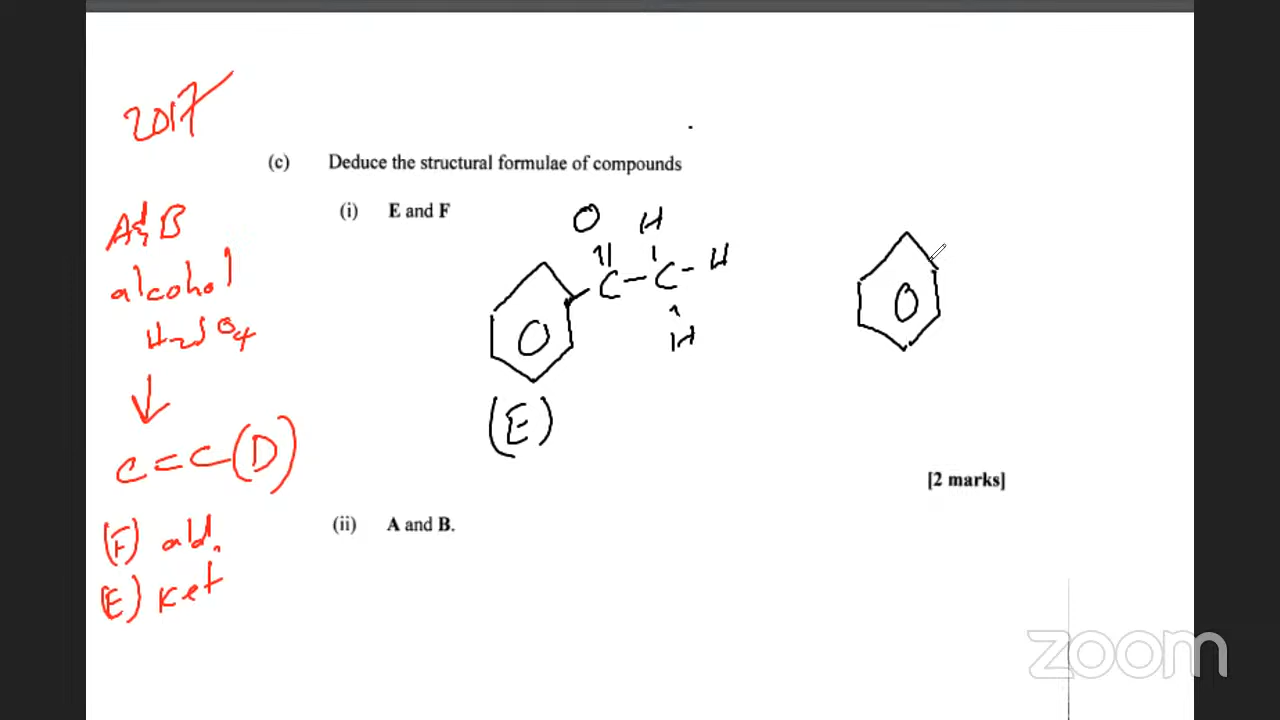 2017
(c) Deduce the structural formulae of compounds
A & B
(i) E and F
O H
alcohol
C - C - H
H2SO4
H
(E)
C = C (D)
[2 marks]
(ii) A and B.
(F) ald.
(E) Ket
zoom